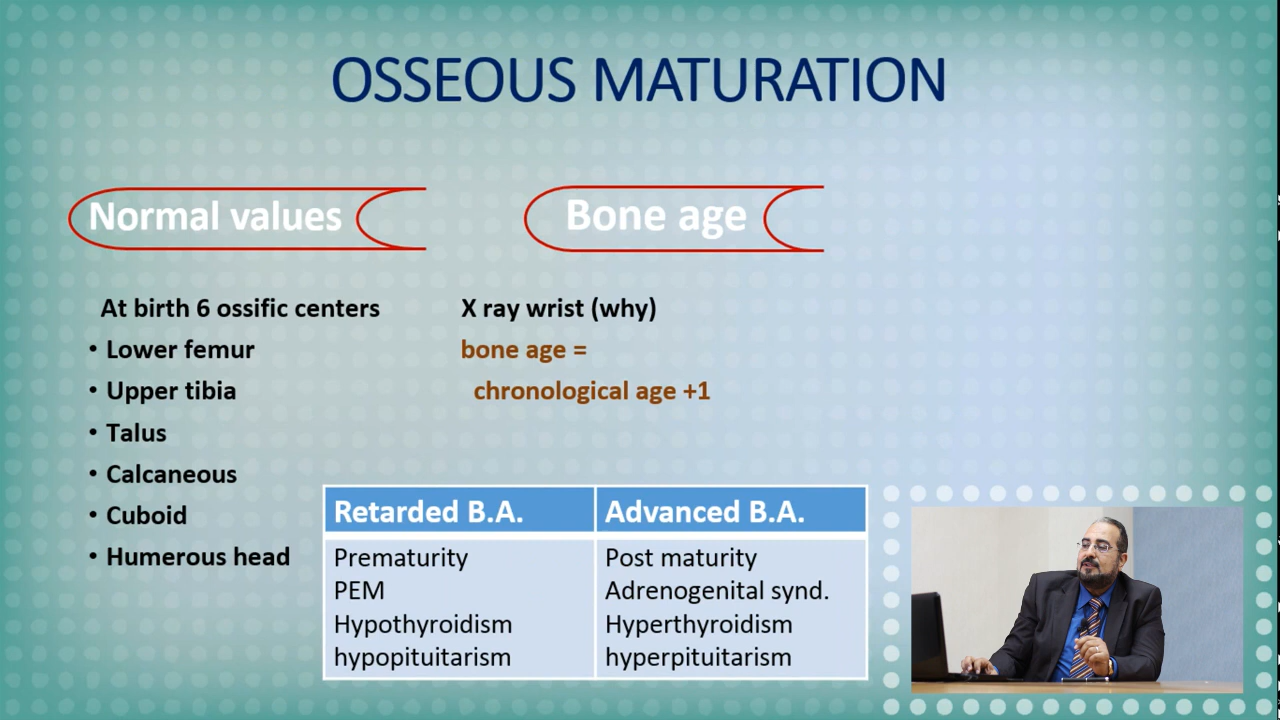 OSSEOUS MATURATION
Normal values
At birth 6 ossific centers
• Lower femur
• Upper tibia
• Talus
• Calcaneous
• Cuboid
• Humerous head
Bone age
X ray wrist (why)
bone age =
chronological age +1
Retarded B.A.
Advanced B.A.
Prematurity
PEM
Hypothyroidism
hypopituitarism
Post maturity
Adrenogenital synd.
Hyperthyroidism
hyperpituitarism